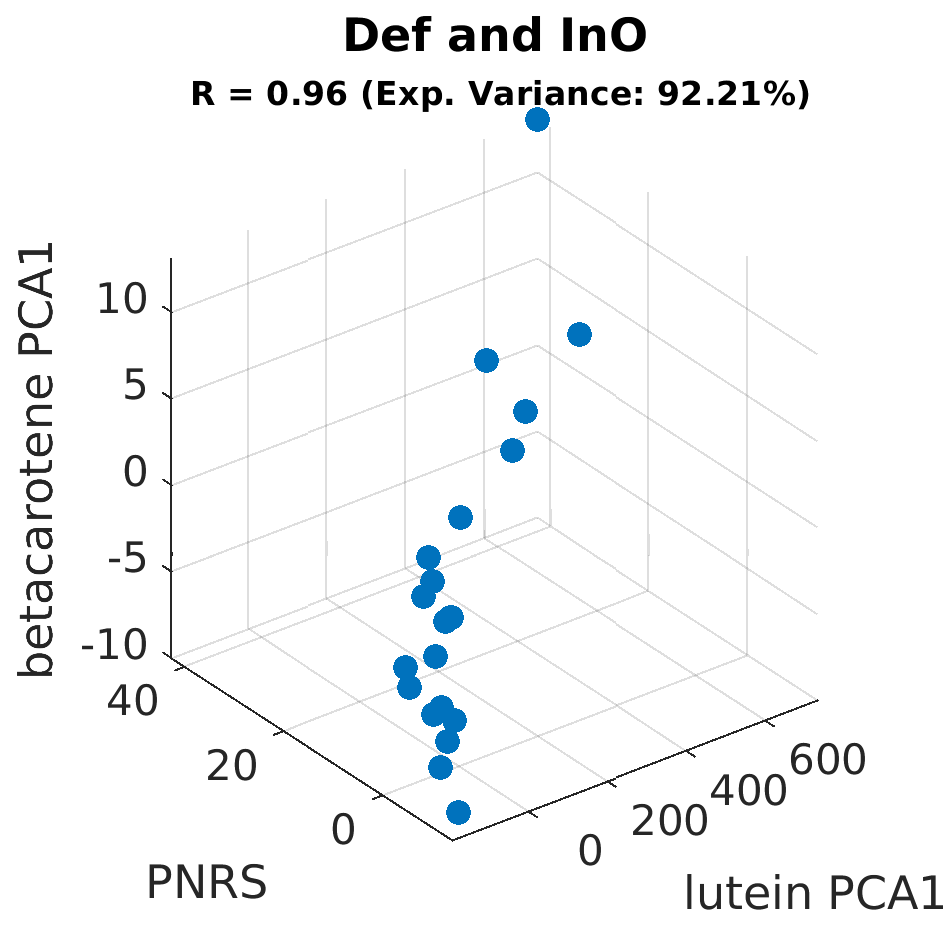 Def and InO
R = 0.96 (Exp. Variance: 92.21%)
betacarotene PCA1
10
5
0
-5
-10
40
20
0
PNRS
0
200
400
600
lutein PCA1